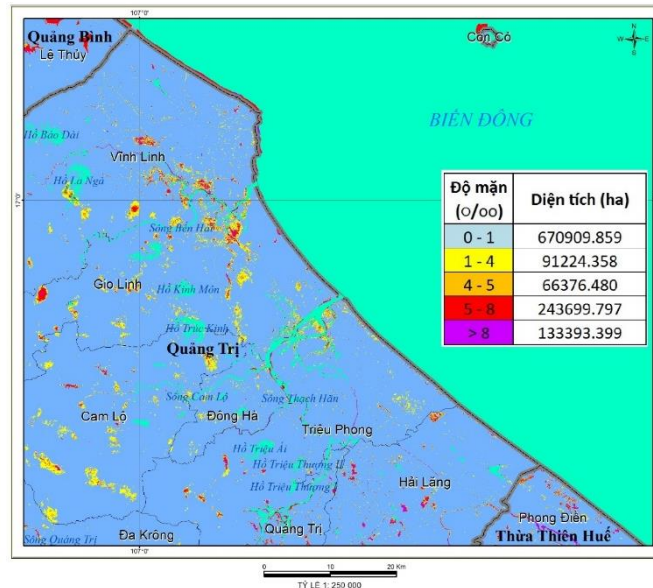 107°0'
Quảng Bình
Lệ Thủy
Cồn Cỏ
N
W E
S
BIỂN ĐÔNG
Hồ Bảo Đài
Vĩnh Linh
Hồ La Ngà
17°0'
Độ mặn (○/oo) Diện tích (ha)
0 - 1 670909.859
1 - 4 91224.358
4 - 5 66376.480
5 - 8 243699.797
> 8 133393.399
Sông Bến Hải
Gio Linh
Hồ Kinh Môn
Hồ Trúc Kinh
Quảng Trị
Sông Cam Lộ
Sông Thạch Hãn
Cam Lộ
Đông Hà
Triệu Phong
Hồ Triệu Ái
Hồ Triệu Thượng II
Hồ Triệu Thượng I
Hải Lăng
Phong Điền
Quảng Trị
Đa Krông
Sông Quảng Trị
Thừa Thiên Huế
107°0'
0 10 20 Km
TỶ LỆ 1: 250 000